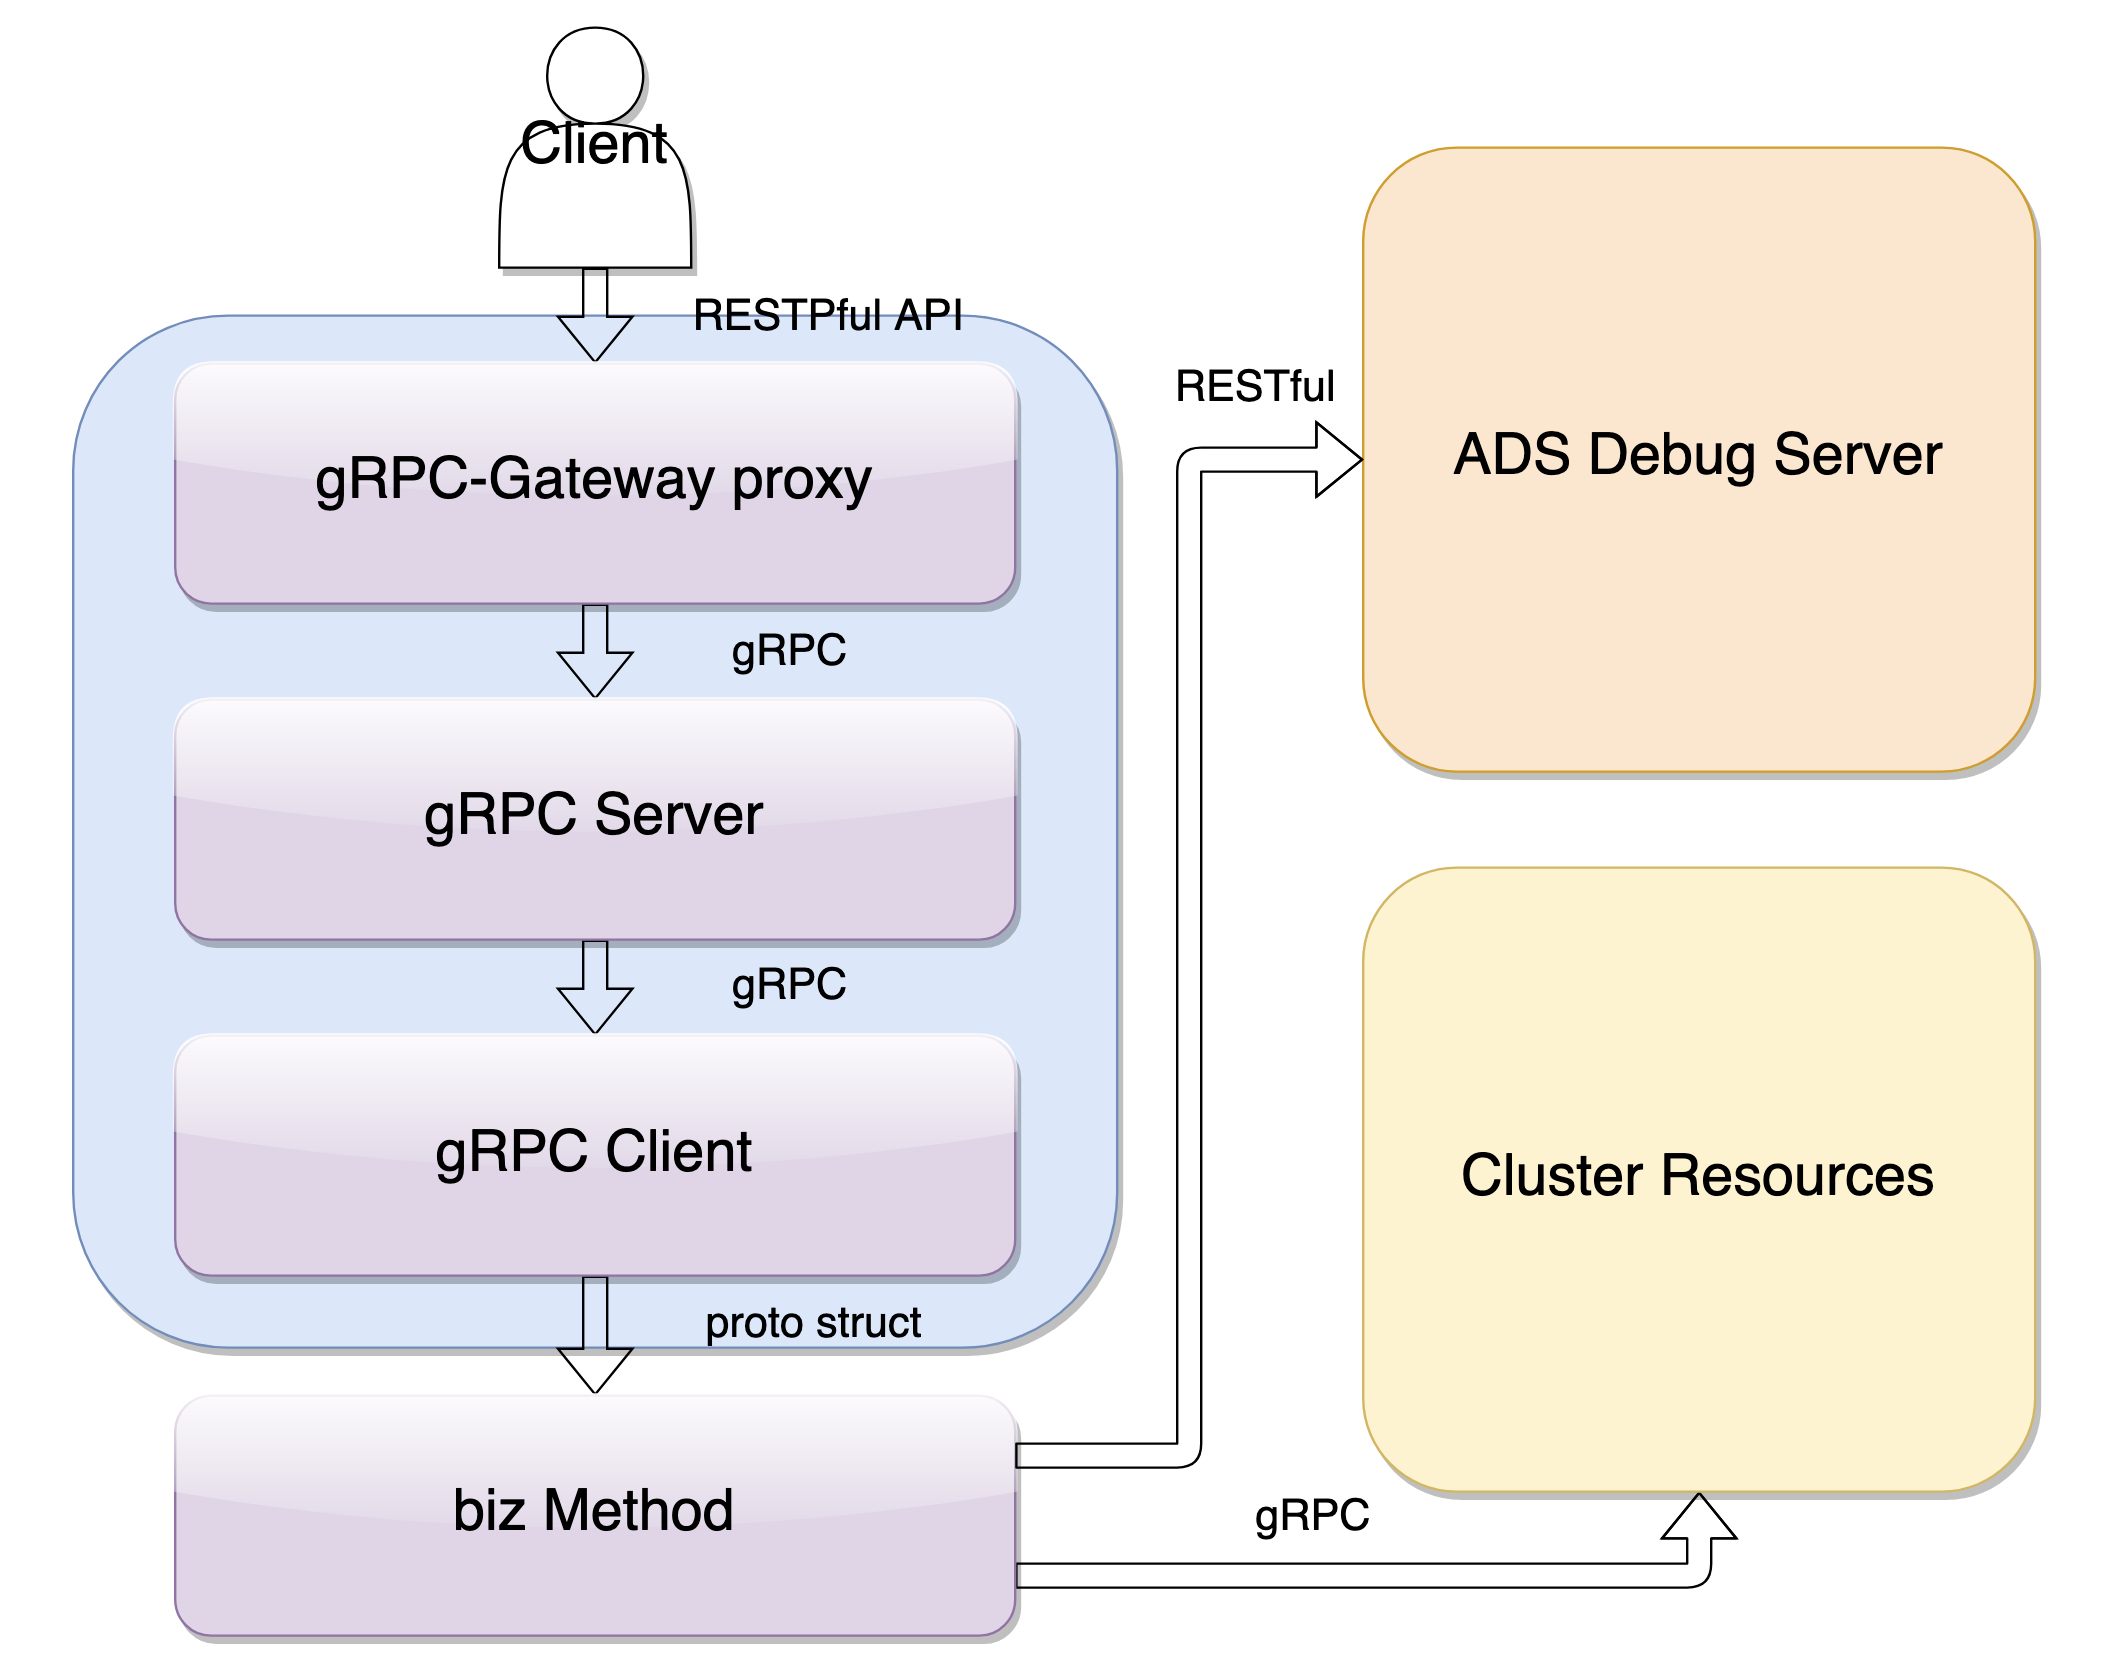 Client
RESTPful API
gRPC-Gateway proxy
gRPC
gRPC Server
gRPC
gRPC Client
proto struct
biz Method
RESTful
ADS Debug Server
Cluster Resources
gRPC